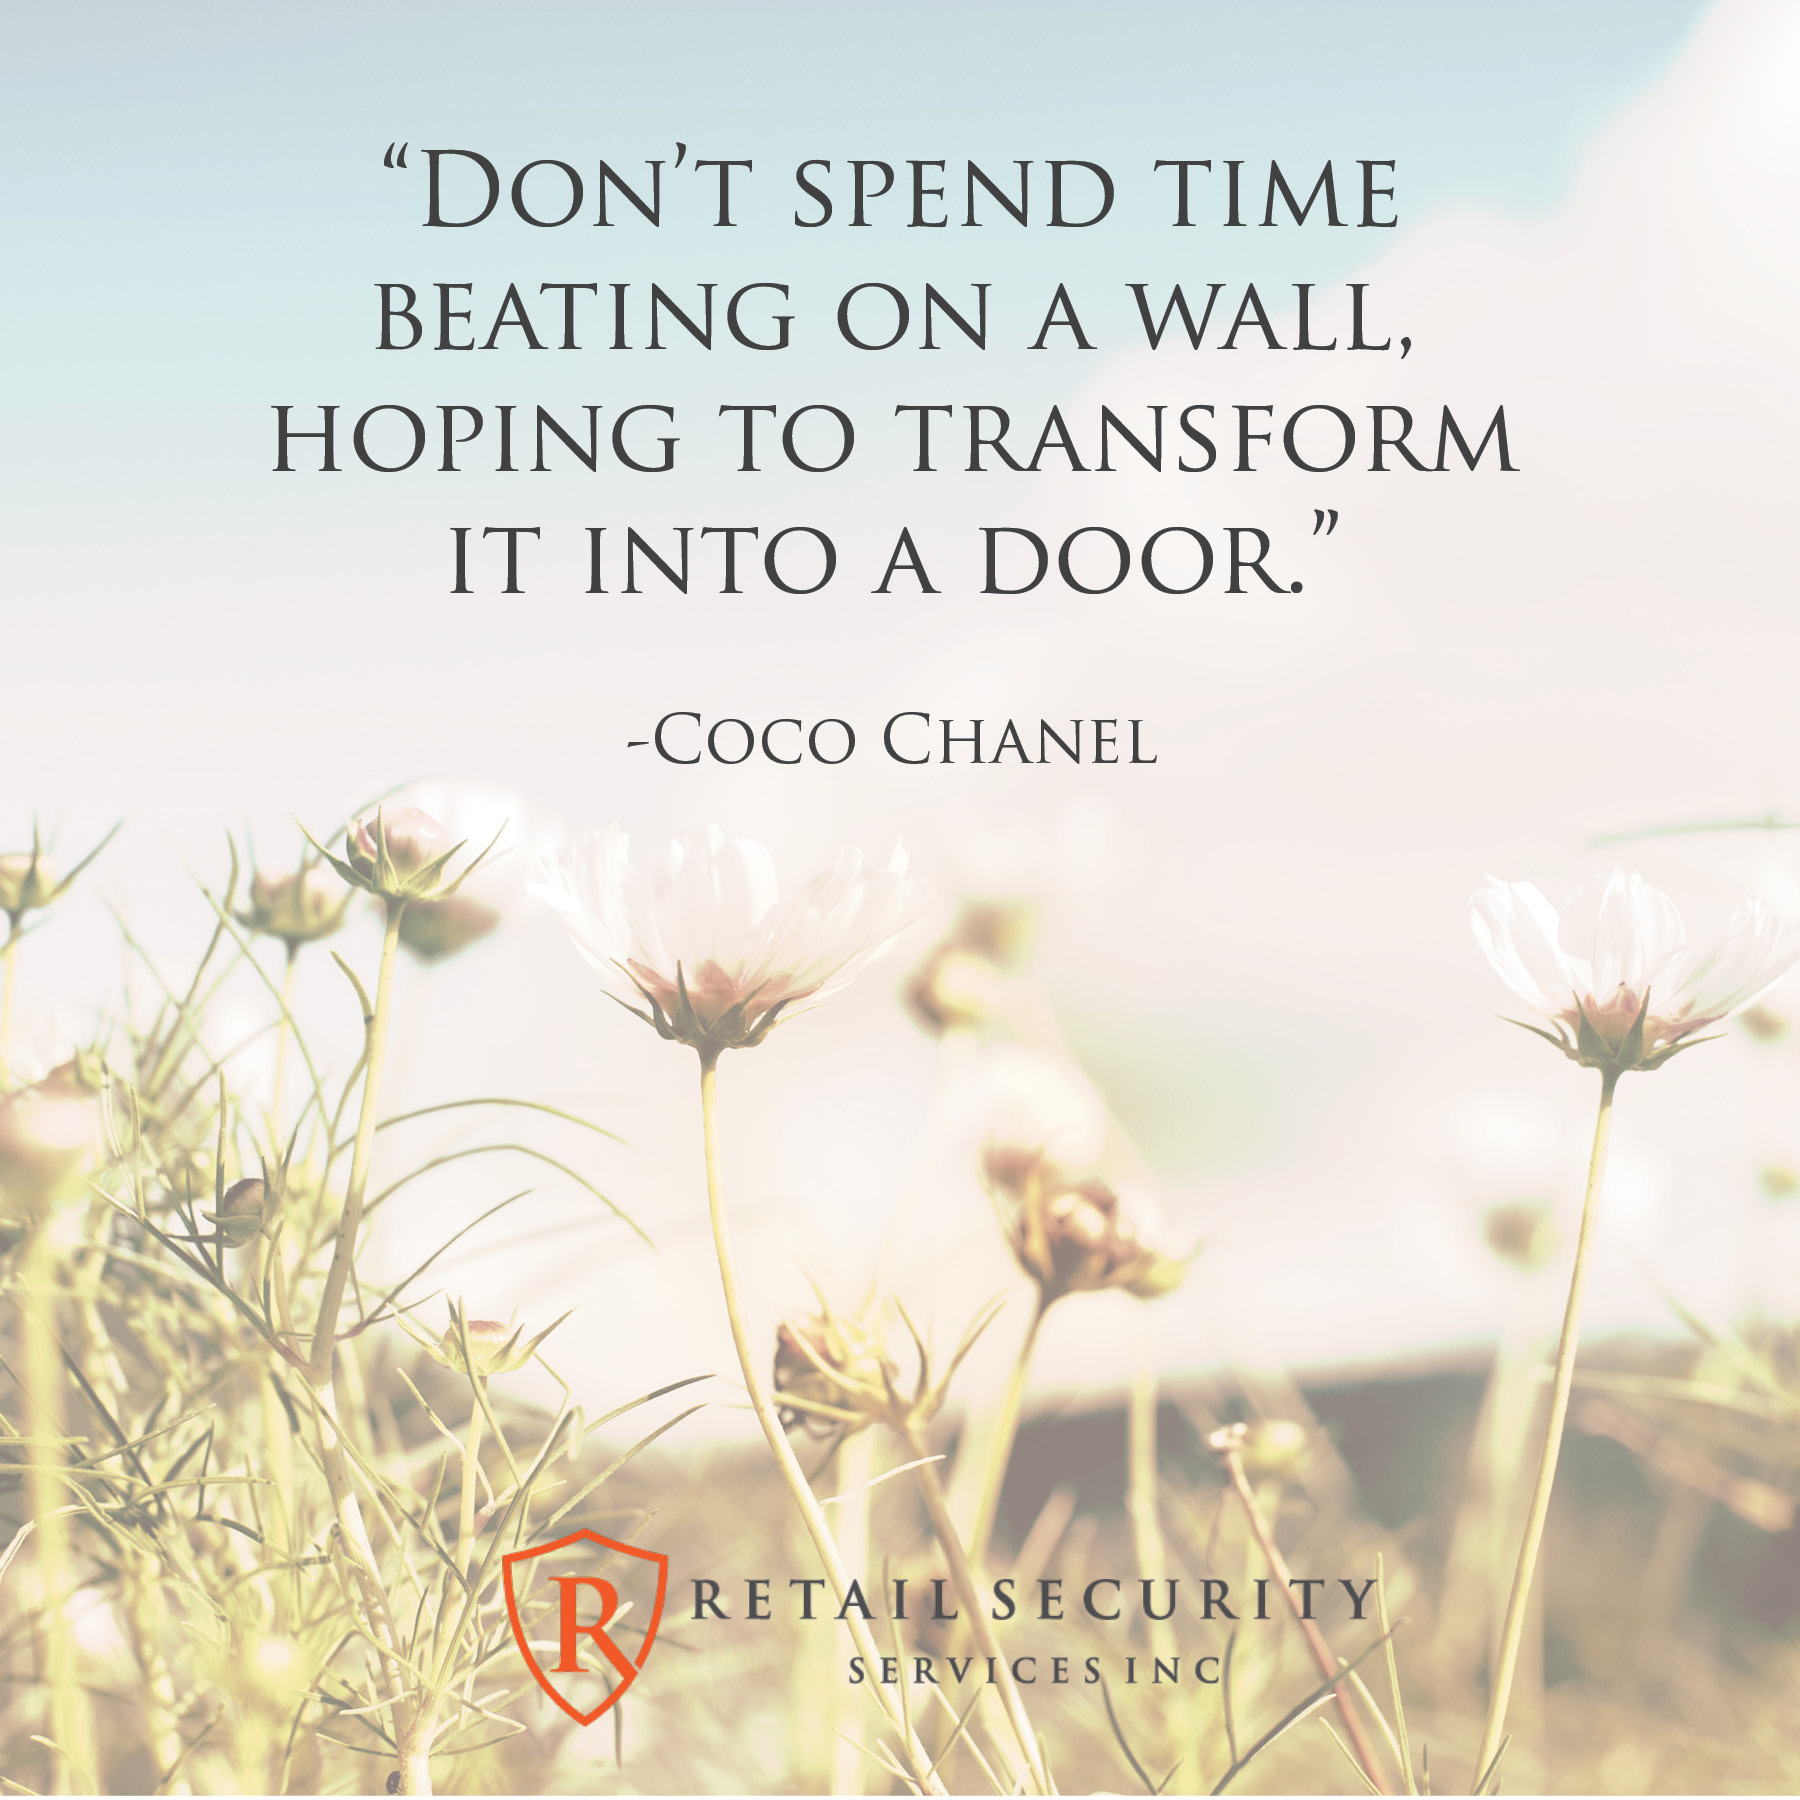 “Don’t spend time
beating on a wall,
hoping to transform
it into a door.”
-Coco Chanel
R
RETAIL SECURITY
SERVICES INC